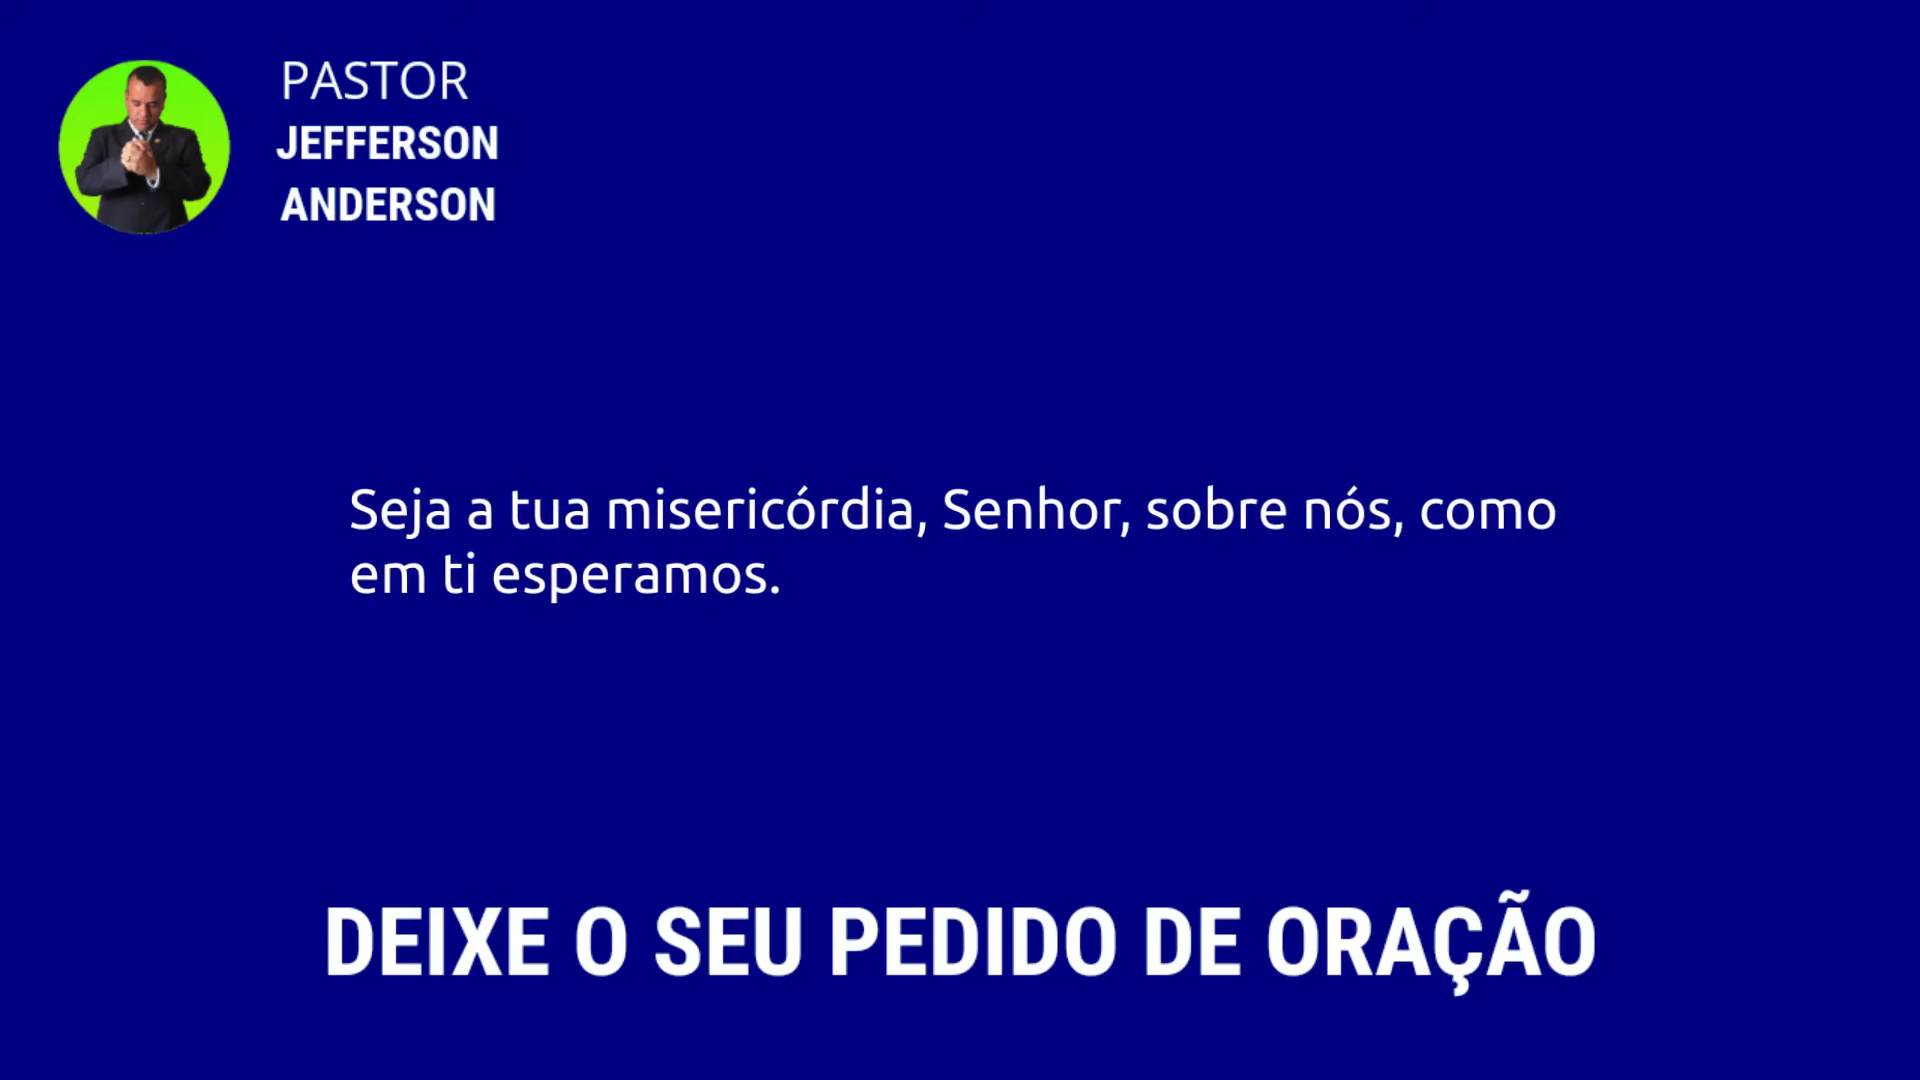 PASTOR
JEFFERSON
ANDERSON
Seja a tua misericórdia, Senhor, sobre nós, como
em ti esperamos.
DEIXE O SEU PEDIDO DE ORAÇÃO